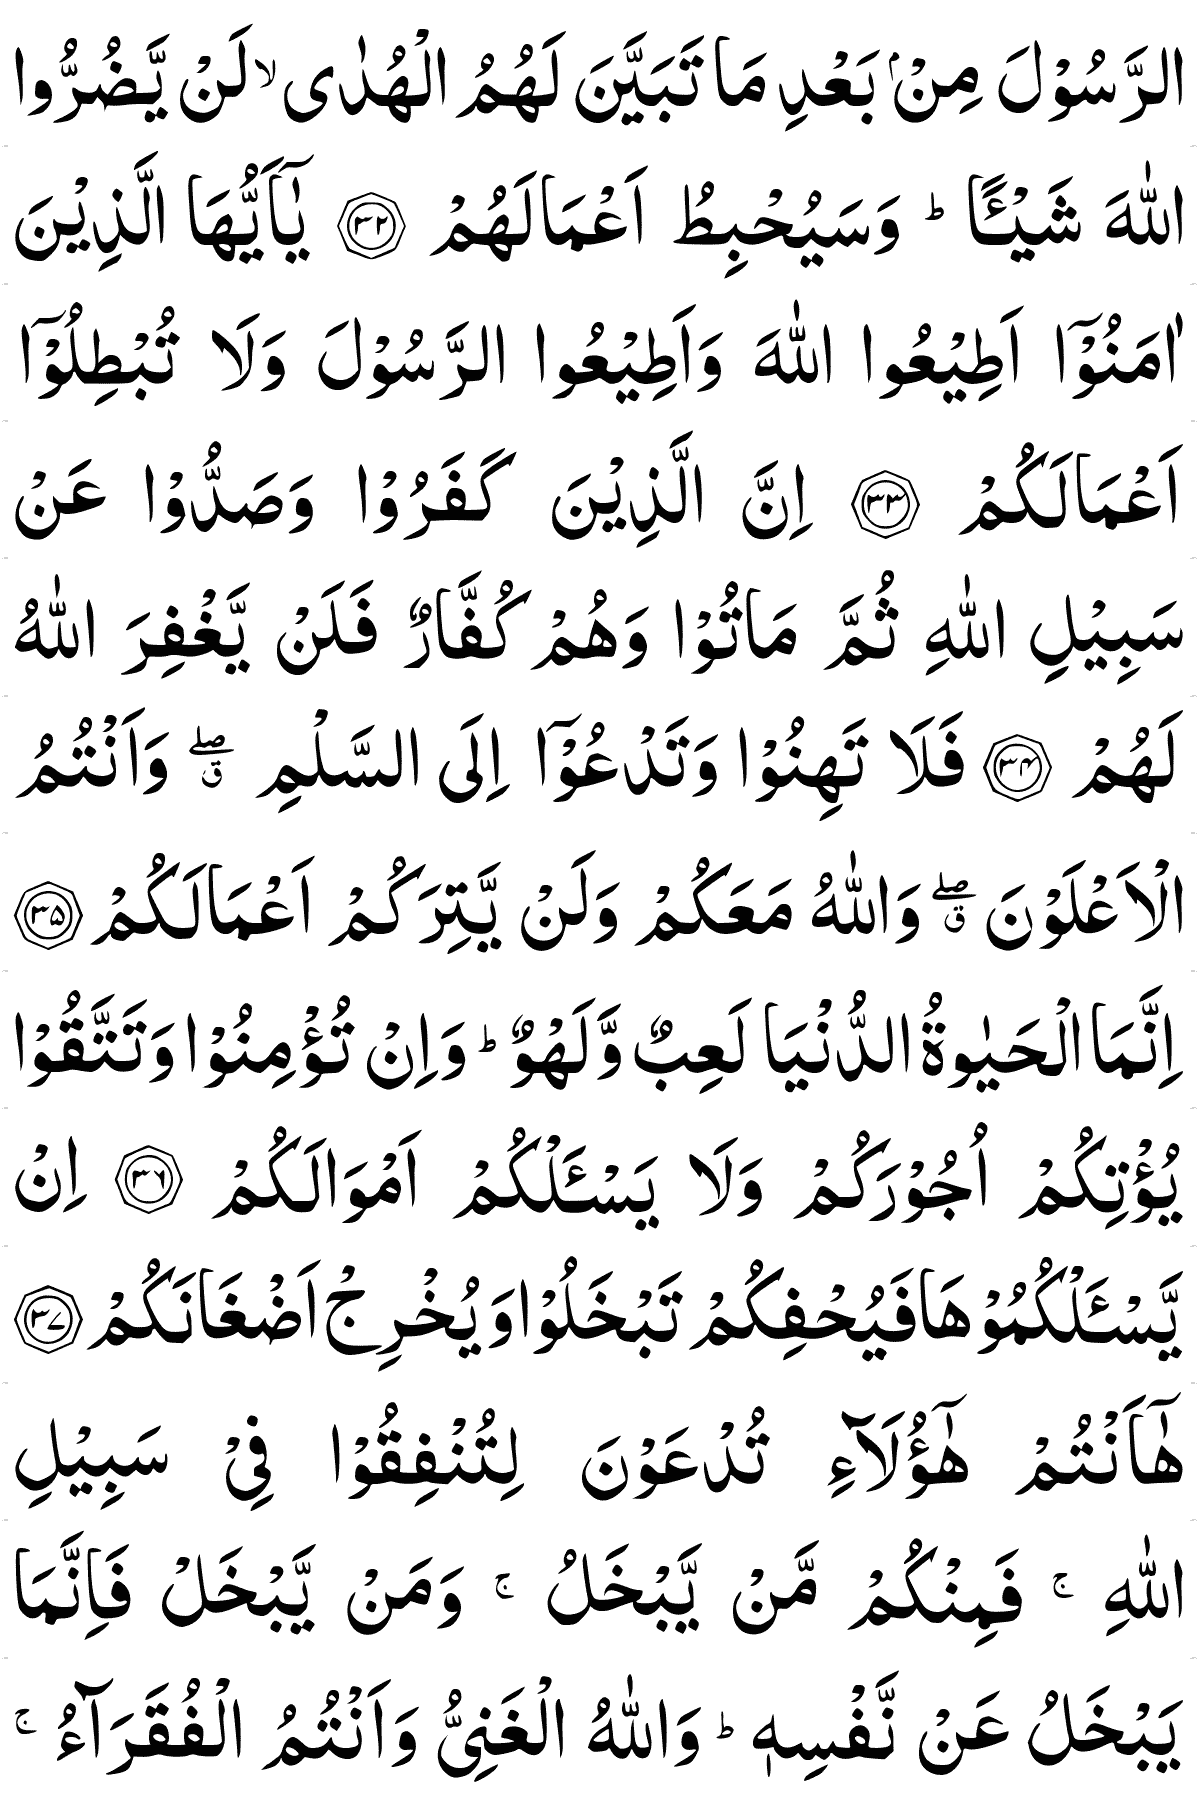 الرَّسُوْلَ مِنْۢ بَعْدِ مَا تَبَيَّنَ لَهُمُ الْهُدٰى ۙ لَنْ يَّضُرُّوا
اللّٰهَ شَيْـًٔا ؕ وَسَيُحْبِطُ اَعْمَالَهُمْ ۝۳۲ يٰۤاَيُّهَا الَّذِيْنَ
اٰمَنُوْۤا اَطِيْعُوا اللّٰهَ وَاَطِيْعُوا الرَّسُوْلَ وَلَا تُبْطِلُوْۤا
اَعْمَالَكُمْ ۝۳۳ اِنَّ الَّذِيْنَ كَفَرُوْا وَصَدُّوْا عَنْ
سَبِيْلِ اللّٰهِ ثُمَّ مَاتُوْا وَهُمْ كُفَّارٌ فَلَنْ يَّغْفِرَ اللّٰهُ
لَهُمْ ۝۳۴ فَلَا تَهِنُوْا وَتَدْعُوْۤا اِلَى السَّلْمِ ۖۗ وَاَنْتُمُ
الْاَعْلَوْنَ ۖۗ وَاللّٰهُ مَعَكُمْ وَلَنْ يَّتِرَكُمْ اَعْمَالَكُمْ ۝۳۵
اِنَّمَا الْحَيٰوةُ الدُّنْيَا لَعِبٌ وَّلَهْوٌ ؕ وَاِنْ تُؤْمِنُوْا وَتَتَّقُوْا
يُؤْتِكُمْ اُجُوْرَكُمْ وَلَا يَسْـَٔلْكُمْ اَمْوَالَكُمْ ۝۳۶ اِنْ
يَّسْـَٔلْكُمُوْهَا فَيُحْفِكُمْ تَبْخَلُوْا وَيُخْرِجْ اَضْغَانَكُمْ ۝۳۷
هٰۤاَنْتُمْ هٰۤؤُلَآءِ تُدْعَوْنَ لِتُنْفِقُوْا فِيْ سَبِيْلِ
اللّٰهِ ۚ فَمِنْكُمْ مَّنْ يَّبْخَلُ ۚ وَمَنْ يَّبْخَلْ فَاِنَّمَا
يَبْخَلُ عَنْ نَّفْسِهٖ ؕ وَاللّٰهُ الْغَنِيُّ وَاَنْتُمُ الْفُقَرَآءُ ۚ